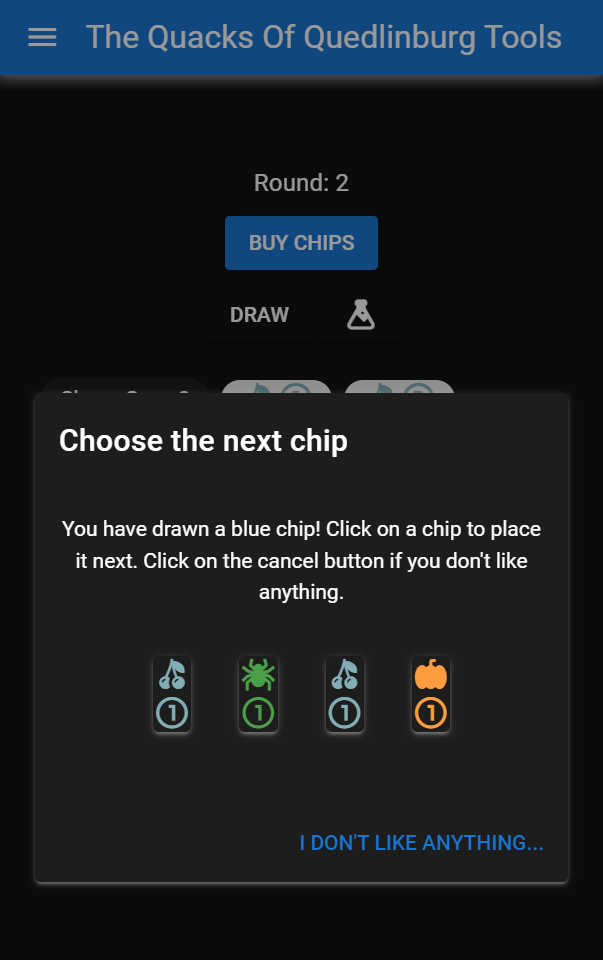 The Quacks Of Quedlinburg Tools
Round: 2
BUY CHIPS
DRAW
Choose the next chip
You have drawn a blue chip! Click on a chip to place
it next. Click on the cancel button if you don't like
anything.
1 1 1 1
I DON'T LIKE ANYTHING...